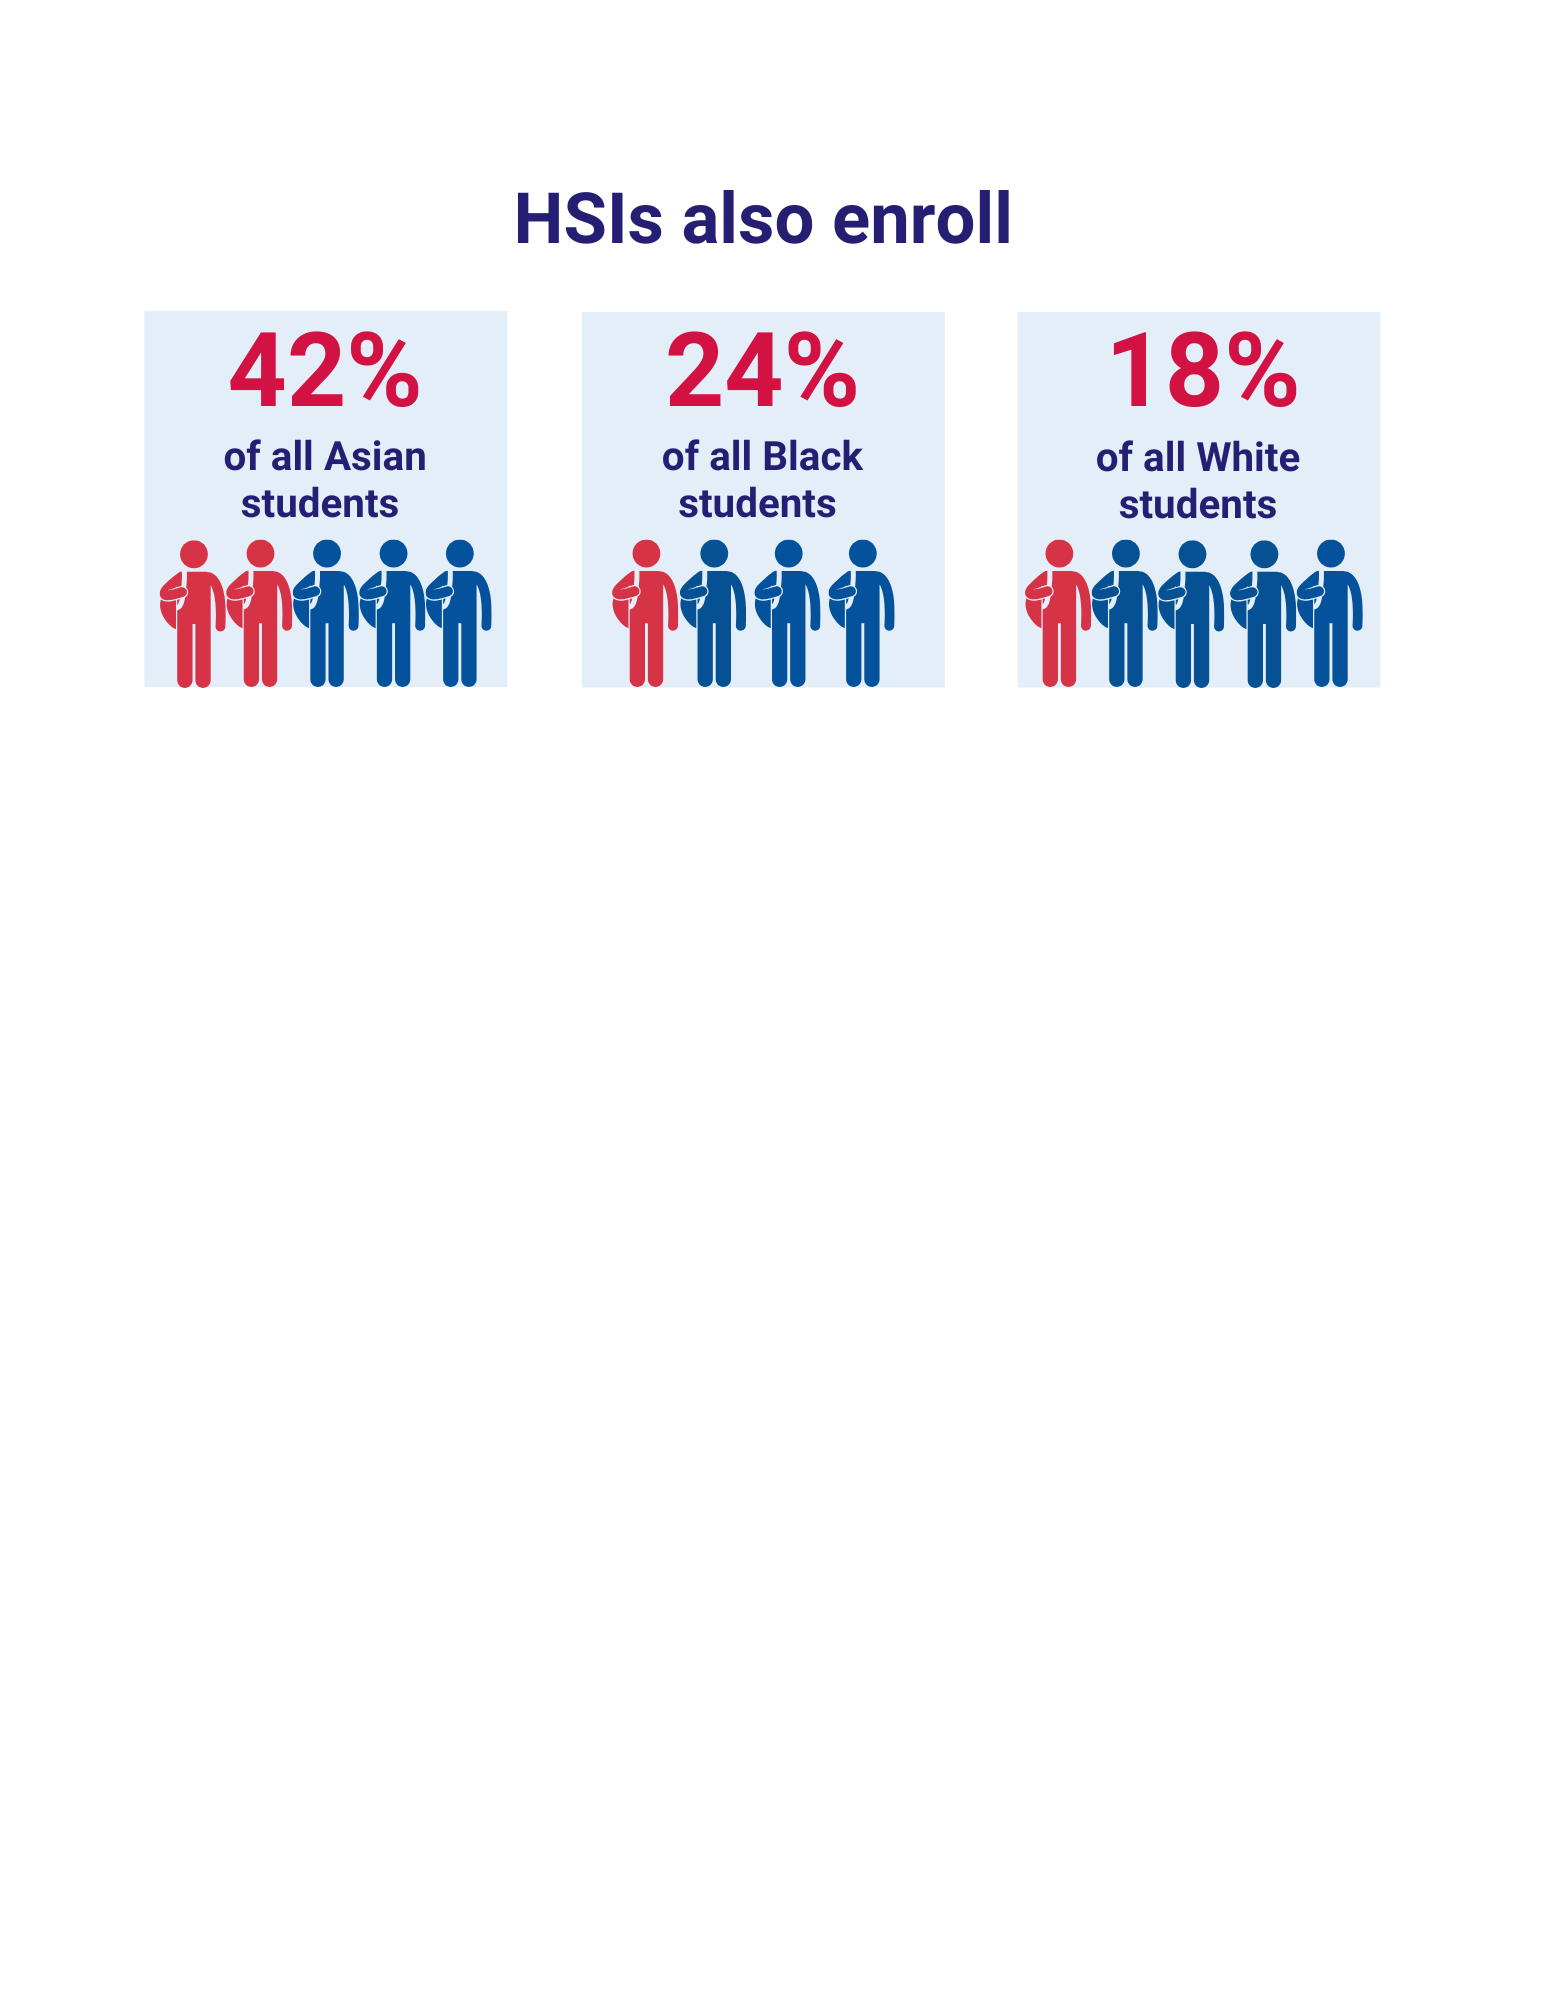 HSIs also enroll
42%
of all Asian
students
24%
of all Black
students
18%
of all White
students